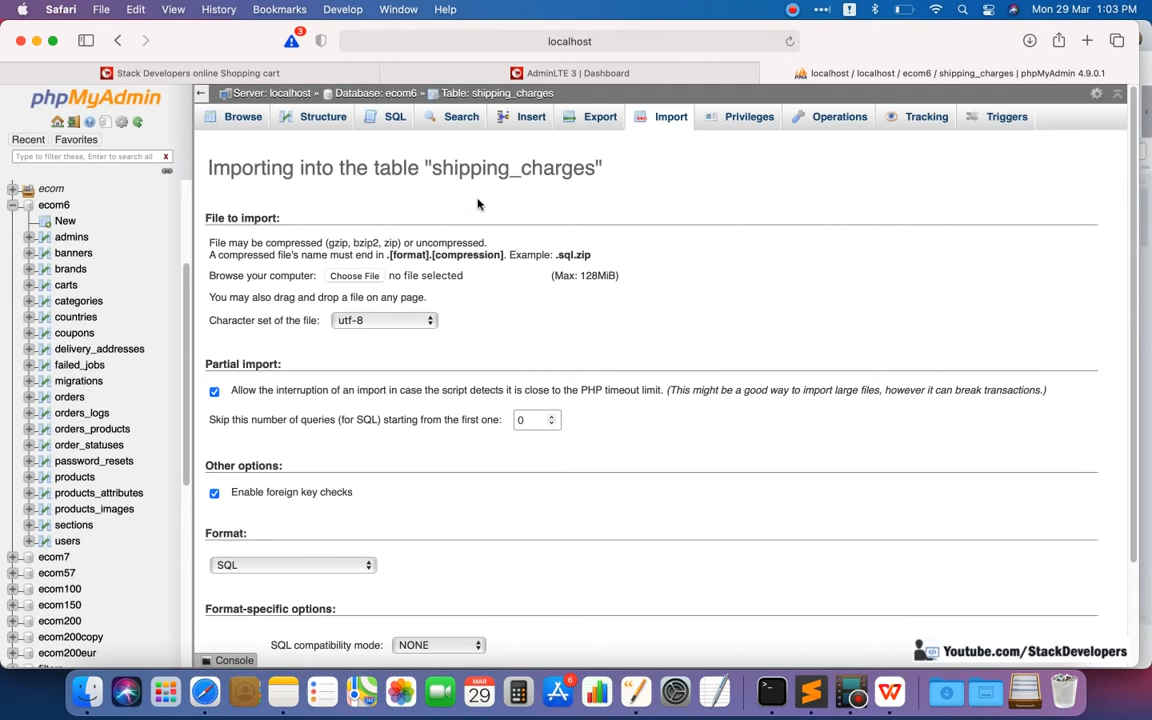 Safari File Edit View History Bookmarks Develop Window Help Mon 29 Mar 1:03 PM
3
localhost
Stack Developers online Shopping cart
AdminLTE 3 | Dashboard
localhost / localhost / ecom6 / shipping_charges | phpMyAdmin 4.9.0.1
phpMyAdmin
Recent Favorites
Type to filter these, Enter to search all X
ecom
ecom6
New
admins
banners
brands
carts
categories
countries
coupons
delivery_addresses
failed_jobs
migrations
orders
orders_logs
orders_products
order_statuses
password_resets
products
products_attributes
products_images
sections
users
ecom7
ecom57
ecom100
ecom150
ecom200
ecom200copy
ecom200eur
Server: localhost » Database: ecom6 » Table: shipping_charges
Browse Structure SQL Search Insert Export Import Privileges Operations Tracking Triggers
Importing into the table "shipping_charges"
File to import:
File may be compressed (gzip, bzip2, zip) or uncompressed.
A compressed file's name must end in .[format].[compression]. Example: .sql.zip
Browse your computer: Choose File no file selected (Max: 128MiB)
You may also drag and drop a file on any page.
Character set of the file: utf-8
Partial import:
Allow the interruption of an import in case the script detects it is close to the PHP timeout limit. (This might be a good way to import large files, however it can break transactions.)
Skip this number of queries (for SQL) starting from the first one: 0
Other options:
Enable foreign key checks
Format:
SQL
Format-specific options:
SQL compatibility mode: NONE
Console
Youtube.com/StackDevelopers
MAR
29
6